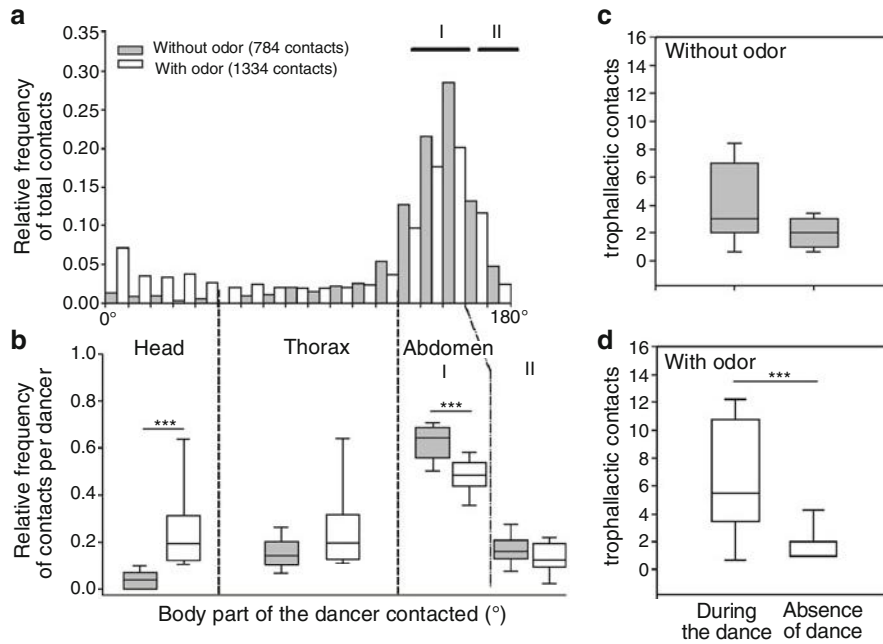 a
I II
Without odor (784 contacts)
With odor (1334 contacts)
Relative frequency
of total contacts
0.35
0.30
0.25
0.20
0.15
0.10
0.05
0.00
0° 180°
b
Head Thorax Abdomen
I II
*** ***
Relative frequency
of contacts per dancer
1.0
0.8
0.6
0.4
0.2
0.0
Body part of the dancer contacted (°)
c
Without odor
trophallactic contacts
16
14
12
10
8
6
4
2
0
d
With odor
***
trophallactic contacts
16
14
12
10
8
6
4
2
0
During Absence
the dance of dance